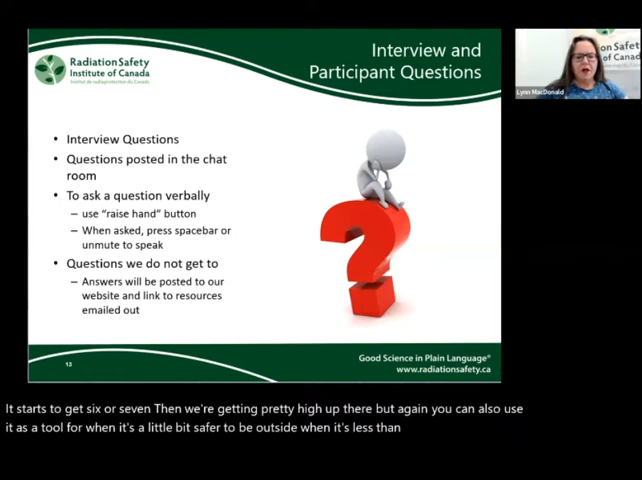 Radiation Safety
Institute of Canada
Institut de radioprotection du Canada
Interview and
Participant Questions
on Safety
of Canada
Lynn MacDonald
• Interview Questions
• Questions posted in the chat
room
• To ask a question verbally
– use “raise hand” button
– When asked, press spacebar or
unmute to speak
• Questions we do not get to
– Answers will be posted to our
website and link to resources
emailed out
13
Good Science in Plain Language®
www.radiationsafety.ca
It starts to get six or seven Then we're getting pretty high up there but again you can also use
it as a tool for when it's a little bit safer to be outside when it's less than